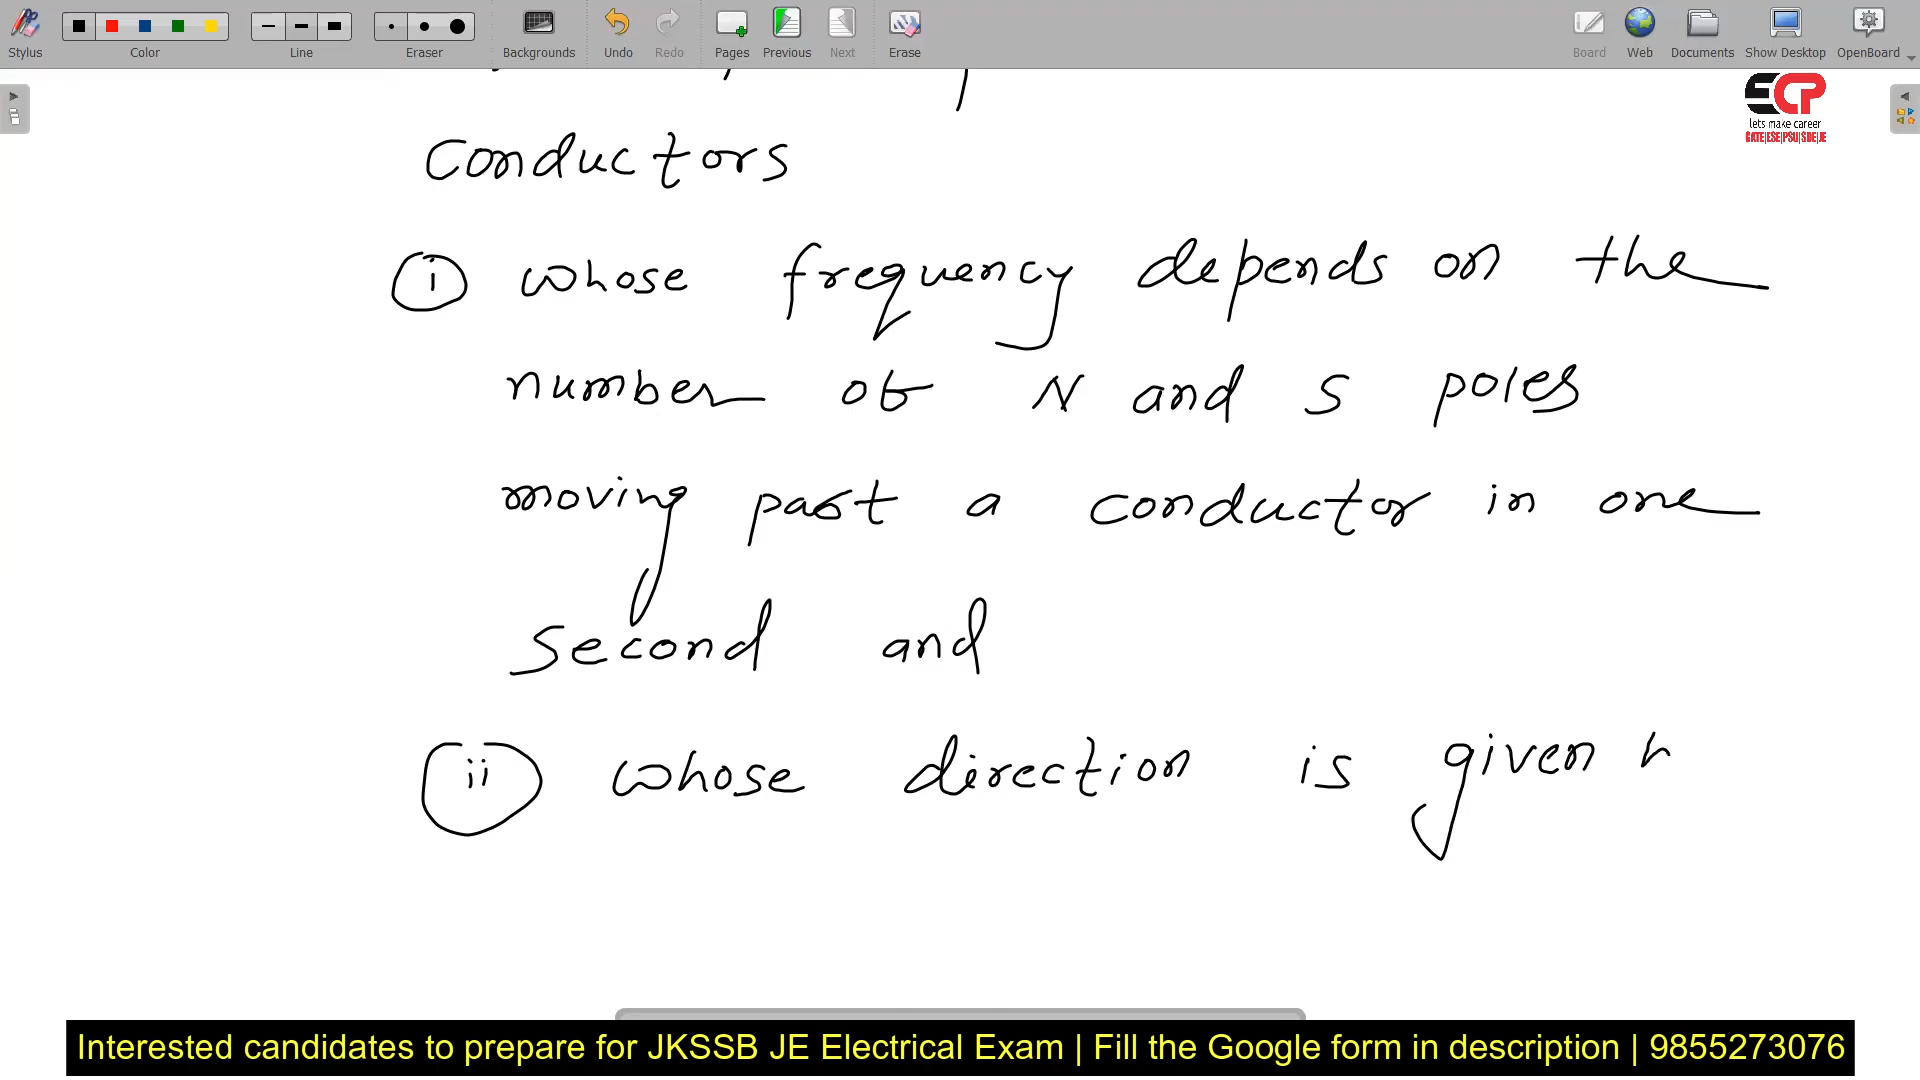 Stylus Color Line Eraser Backgrounds Undo Redo Pages Previous Next Erase Board Web Documents Show Desktop OpenBoard
ECP
lets make career
GATE|ESE|PSU|SDE|JE
conductors
i whose frequency depends on the
number of N and S poles
moving past a conductor in one
second and
ii whose direction is given
Interested candidates to prepare for JKSSB JE Electrical Exam | Fill the Google form in description | 9855273076